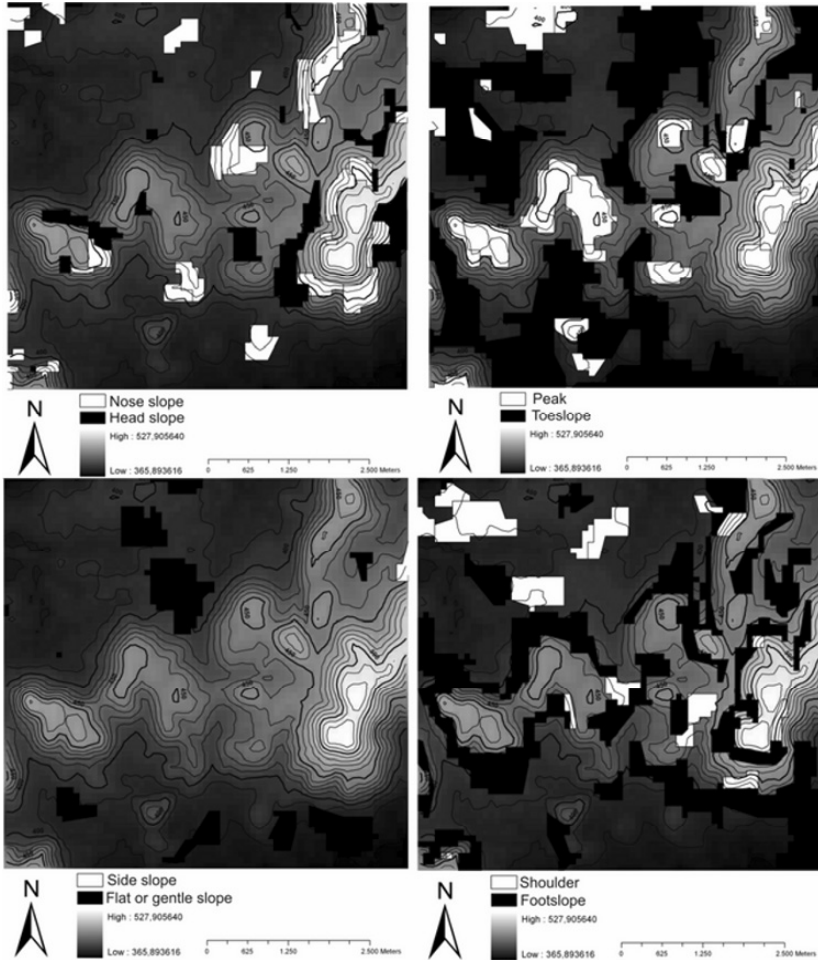 N
Nose slope
Head slope
High : 527,905640
Low : 365,893616
0 625 1.250 2.500 Meters
N
Peak
Toeslope
High : 527,905640
Low : 365,893616
0 625 1.250 2.500 Meters
N
Side slope
Flat or gentle slope
High : 527,905640
Low : 365,893616
0 625 1.250 2.500 Meters
N
Shoulder
Footslope
High : 527,905640
Low : 365,893616
0 625 1.250 2.500 Meters